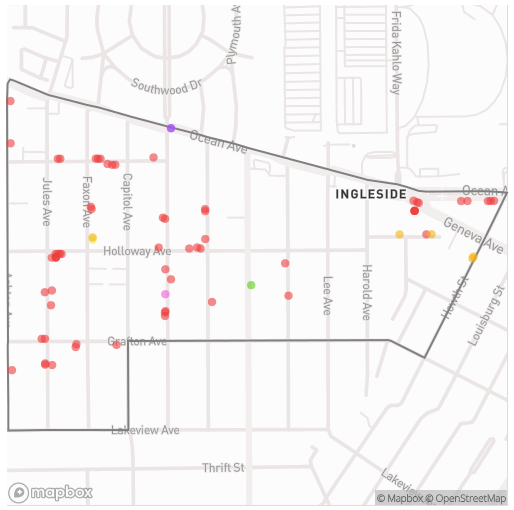 Southwood Dr
Plymouth Ave
Frida Kahlo Way
Ocean Ave
Jules Ave
Faxon Ave
Capitol Ave
INGLESIDE
Ocean A
Geneva Ave
Holloway Ave
Lee Ave
Harold Ave
Howth St
Louisburg St
Grafton Ave
Lakeview Ave
Thrift St
Lakeview
mapbox
© Mapbox © OpenStreetMap